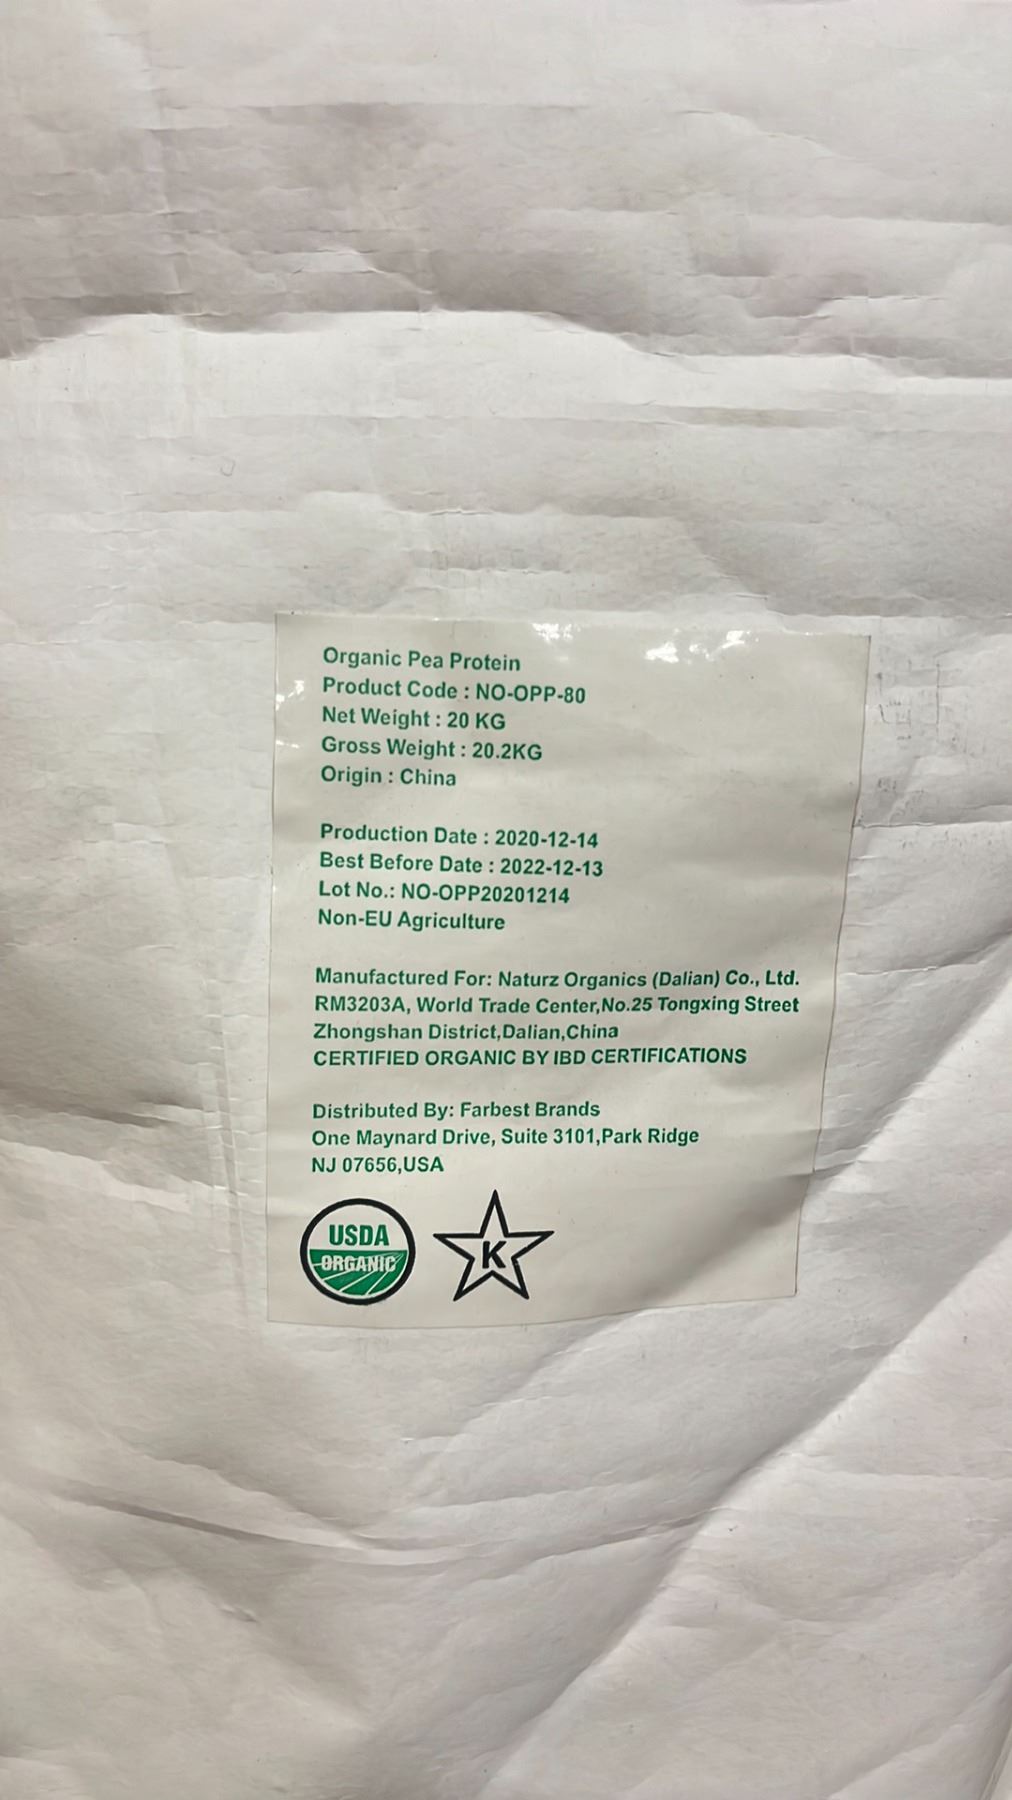 Organic Pea Protein
Product Code : NO-OPP-80
Net Weight : 20 KG
Gross Weight : 20.2KG
Origin : China
Production Date : 2020-12-14
Best Before Date : 2022-12-13
Lot No.: NO-OPP20201214
Non-EU Agriculture
Manufactured For: Naturz Organics (Dalian) Co., Ltd.
RM3203A, World Trade Center,No.25 Tongxing Street
Zhongshan District,Dalian,China
CERTIFIED ORGANIC BY IBD CERTIFICATIONS
Distributed By: Farbest Brands
One Maynard Drive, Suite 3101,Park Ridge
NJ 07656,USA
USDA
ORGANIC
K